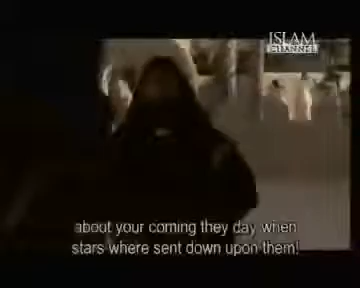 ISLAM
CHANNEL
about your coming they day when
stars where sent down upon them!